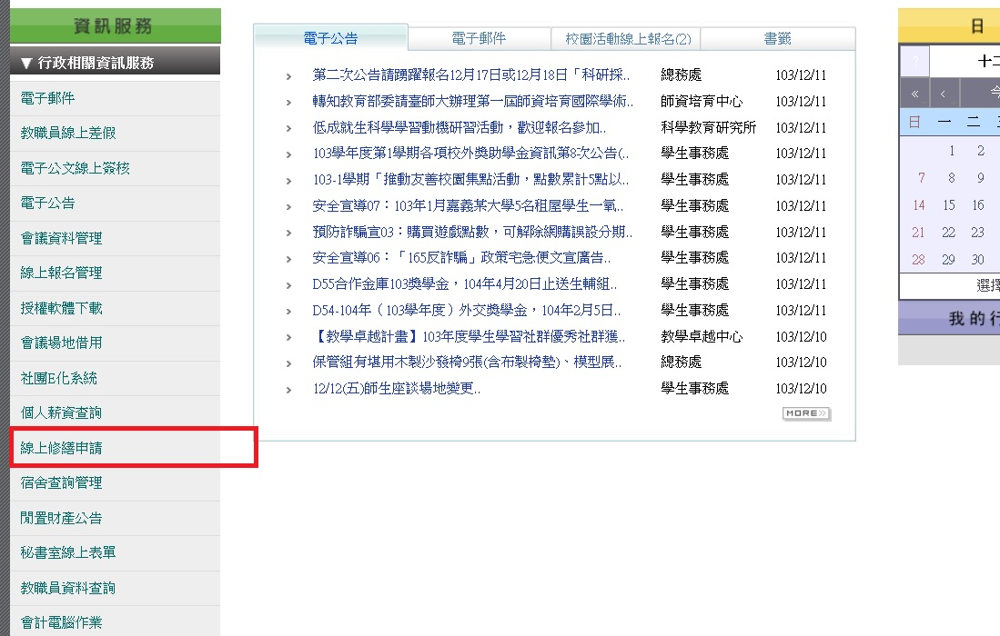 資訊服務
▼ 行政相關資訊服務
電子郵件
教職員線上差假
電子公文線上簽核
電子公告
會議資料管理
線上報名管理
授權軟體下載
會議場地借用
社團E化系統
個人薪資查詢
線上修繕申請
宿舍查詢管理
閒置財產公告
秘書室線上表單
教職員資料查詢
會計電腦作業
電子公告 電子郵件 校園活動線上報名(2) 書籤
第二次公告請踴躍報名12月17日或12月18日「科研採.. 總務處 103/12/11
轉知教育部委請臺師大辦理第一屆師資培育國際學術.. 師資培育中心 103/12/11
低成就生科學學習動機研習活動，歡迎報名參加.. 科學教育研究所 103/12/11
103學年度第1學期各項校外獎助學金資訊第8次公告(.. 學生事務處 103/12/11
103-1學期「推動友善校園集點活動，點數累計5點以.. 學生事務處 103/12/11
安全宣導07：103年1月嘉義某大學5名租屋學生一氧.. 學生事務處 103/12/11
預防詐騙宣03：購買遊戲點數，可解除網購誤設分期.. 學生事務處 103/12/11
安全宣導06：「165反詐騙」政策宅急便文宣廣告.. 學生事務處 103/12/11
D55合作金庫103獎學金，104年4月20日止送生輔組.. 學生事務處 103/12/11
D54-104年（103學年度）外交獎學金，104年2月5日.. 學生事務處 103/12/11
【教學卓越計畫】103年度學生學習社群優秀社群獲.. 教學卓越中心 103/12/10
保管組有堪用木製沙發椅9張(含布製椅墊)、模型展.. 總務處 103/12/10
12/12(五)師生座談場地變更.. 學生事務處 103/12/10
MORE»
日
?
十二
« ‹ 今
日 一 二
1 2
7 8 9
14 15 16
21 22 23
28 29 30
選擇
我的行